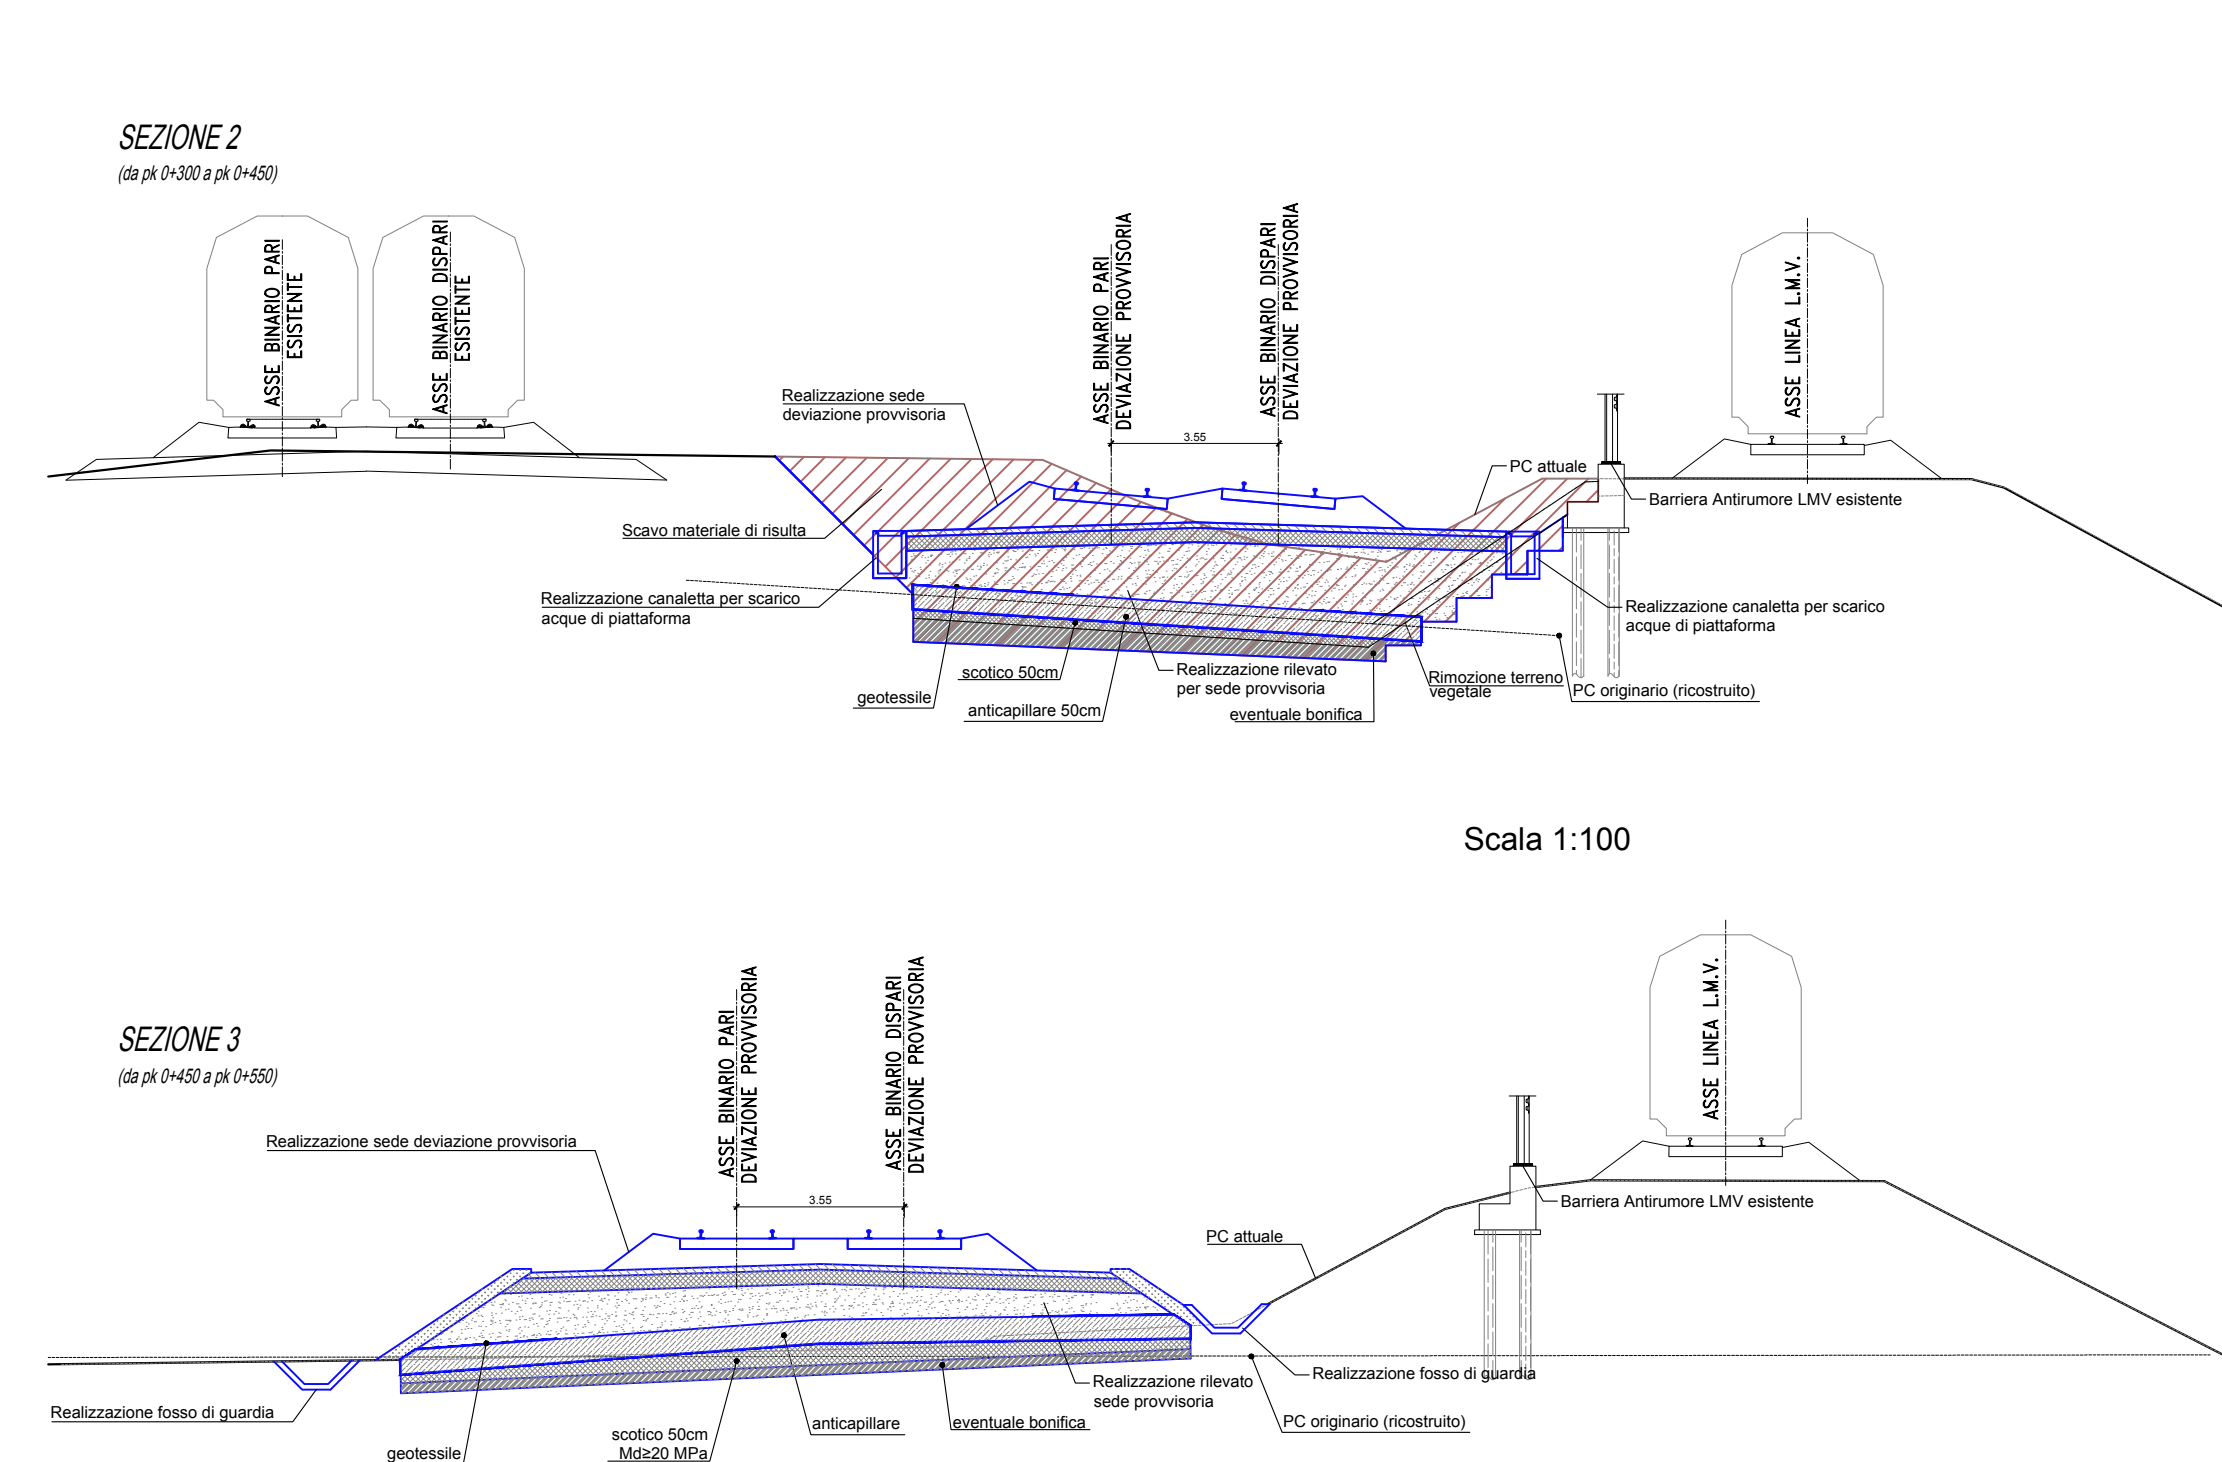 SEZIONE 2
(da pk 0+300 a pk 0+450)
ASSE BINARIO PARI
ESISTENTE
ASSE BINARIO DISPARI
ESISTENTE
ASSE BINARIO PARI
DEVIAZIONE PROVVISORIA
ASSE BINARIO DISPARI
DEVIAZIONE PROVVISORIA
ASSE LINEA L.M.V.
Realizzazione sede
deviazione provvisoria
3.55
PC attuale
Barriera Antirumore LMV esistente
Scavo materiale di risulta
Realizzazione canaletta per scarico
acque di piattaforma
Realizzazione canaletta per scarico
acque di piattaforma
scotico 50cm
geotessile
anticapillare 50cm
Realizzazione rilevato
per sede provvisoria
eventuale bonifica
Rimozione terreno
vegetale
PC originario (ricostruito)
Scala 1:100
SEZIONE 3
(da pk 0+450 a pk 0+550)
ASSE BINARIO PARI
DEVIAZIONE PROVVISORIA
ASSE BINARIO DISPARI
DEVIAZIONE PROVVISORIA
ASSE LINEA L.M.V.
Realizzazione sede deviazione provvisoria
3.55
Barriera Antirumore LMV esistente
PC attuale
Realizzazione fosso di guardia
Realizzazione rilevato
sede provvisoria
Realizzazione fosso di guardia
PC originario (ricostruito)
eventuale bonifica
anticapillare
scotico 50cm
Md≥20 MPa
geotessile